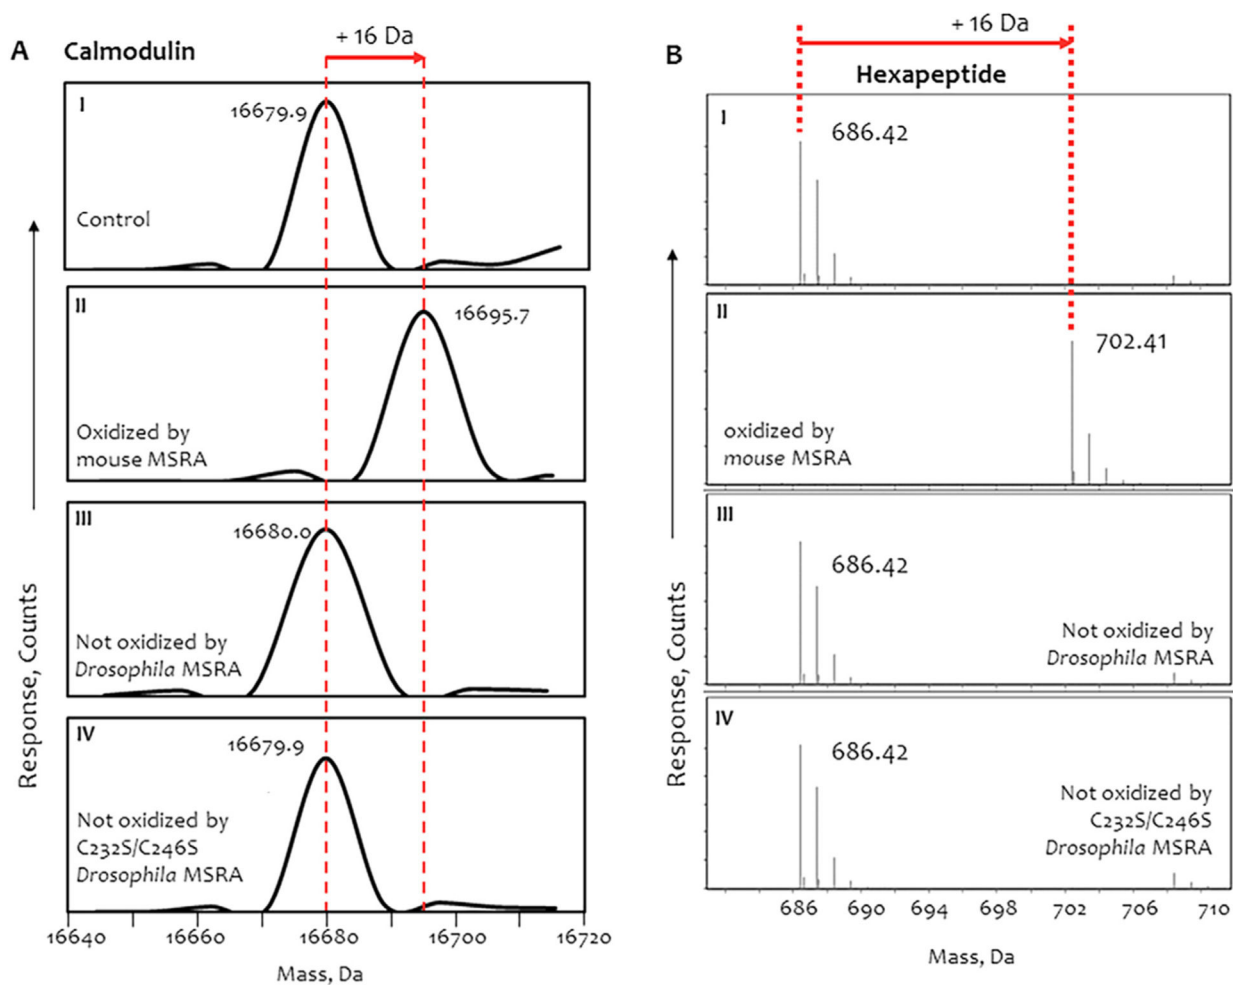 A
Calmodulin
+ 16 Da
I
16679.9
Control
II
16695.7
Oxidized by
mouse MSRA
III
16680.0
Not oxidized by
Drosophila MSRA
IV
16679.9
Not oxidized by
C232S/C246S
Drosophila MSRA
16640
16660
16680
16700
16720
Mass, Da
Response, Counts
B
+ 16 Da
Hexapeptide
I
686.42
II
702.41
oxidized by
mouse MSRA
III
686.42
Not oxidized by
Drosophila MSRA
IV
686.42
Not oxidized by
C232S/C246S
Drosophila MSRA
686
690
694
698
702
706
710
Mass, Da
Response, Counts